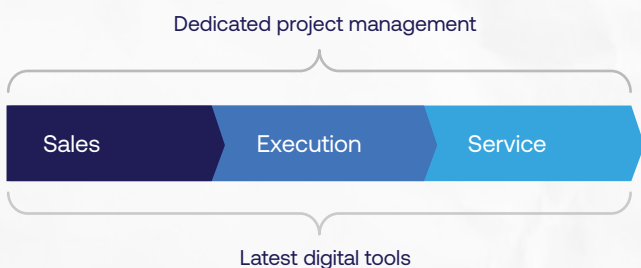 Dedicated project management
Sales
Execution
Service
Latest digital tools